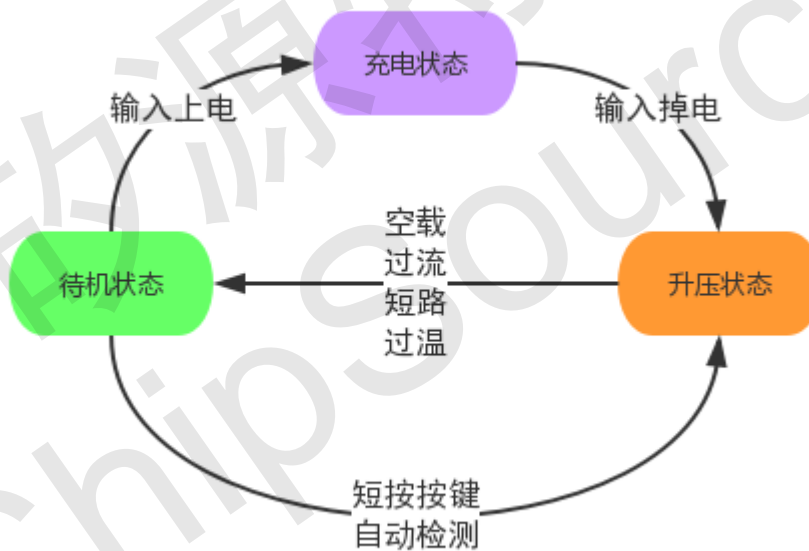 充电状态
输入上电
输入掉电
空载
过流
短路
过温
待机状态
升压状态
短按按键
自动检测